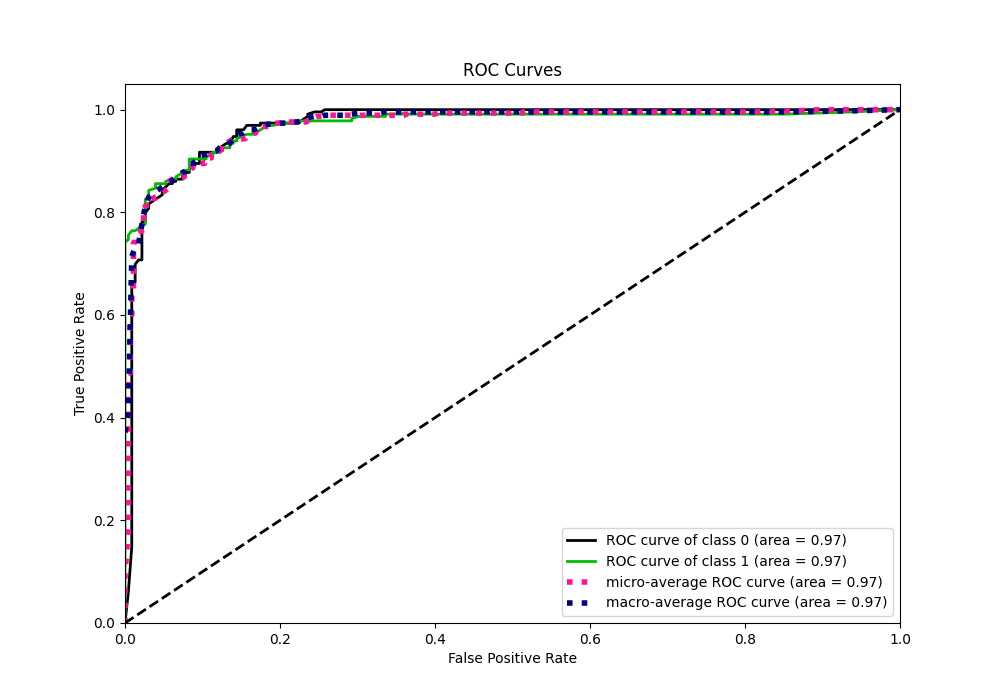 ROC Curves
1.0
0.8
0.6
0.4
0.2
0.0
True Positive Rate
ROC curve of class 0 (area = 0.97)
ROC curve of class 1 (area = 0.97)
micro-average ROC curve (area = 0.97)
macro-average ROC curve (area = 0.97)
0.0 0.2 0.4 0.6 0.8 1.0
False Positive Rate